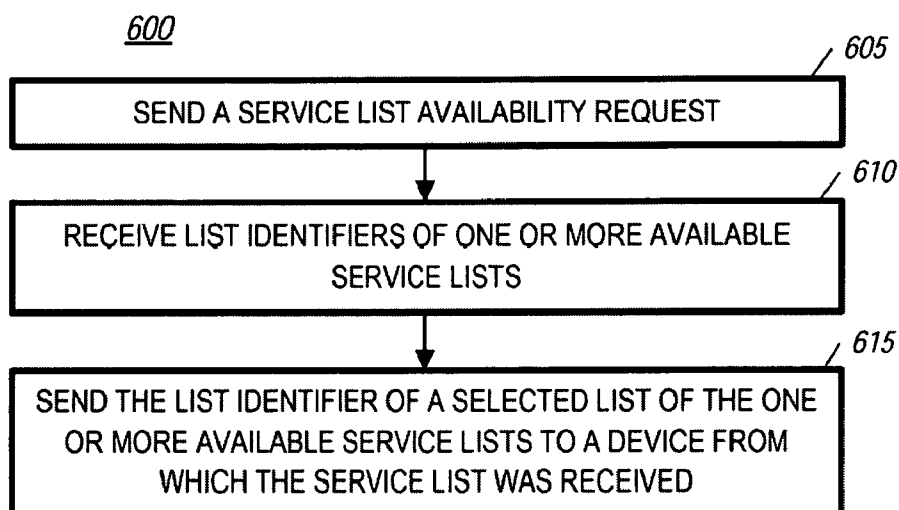 600
605
SEND A SERVICE LIST AVAILABILITY REQUEST
610
RECEIVE LIST IDENTIFIERS OF ONE OR MORE AVAILABLE
SERVICE LISTS
615
SEND THE LIST IDENTIFIER OF A SELECTED LIST OF THE ONE
OR MORE AVAILABLE SERVICE LISTS TO A DEVICE FROM
WHICH THE SERVICE LIST WAS RECEIVED